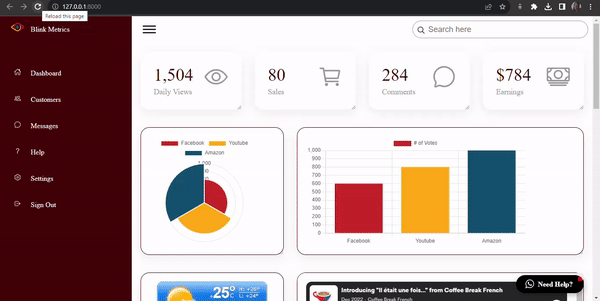 127.0.0.1:8000
Reload this page
Blink Metrics
Search here
Dashboard
Customers
Messages
Help
Settings
Sign Out
1,504
Daily Views
80
Sales
284
Comments
$784
Earnings
Facebook
Youtube
Amazon
1,000
# of Votes
1,000
900
800
700
600
500
400
300
200
100
0
Facebook
Youtube
Amazon
+25°
Introducing "Il était une fois..." from Coffee Break French
Need Help?